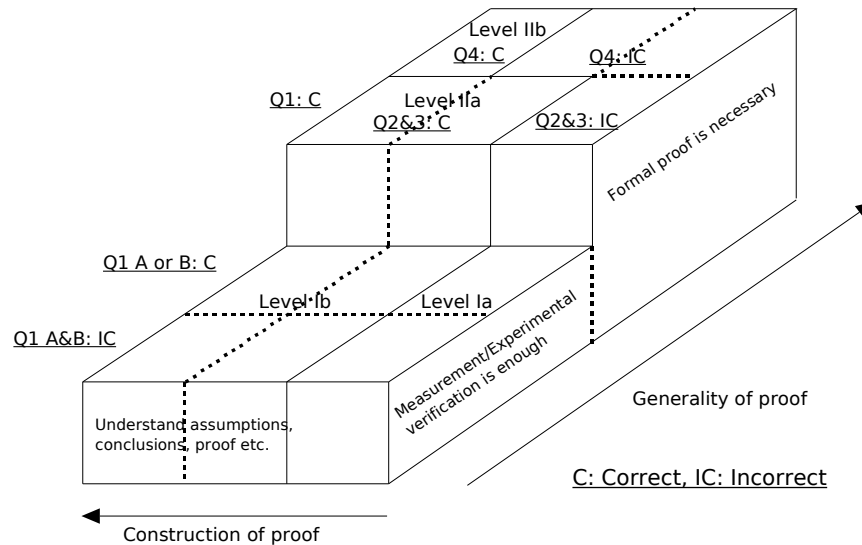 Level IIb
Q4: C
Q4: IC
Q1: C
Level IIa
Q2&3: C
Q2&3: IC
Formal proof is necessary
Q1 A or B: C
Level Ib
Level Ia
Q1 A&B: IC
Measurement/Experimental
verification is enough
Understand assumptions,
conclusions, proof etc.
Generality of proof
C: Correct, IC: Incorrect
Construction of proof